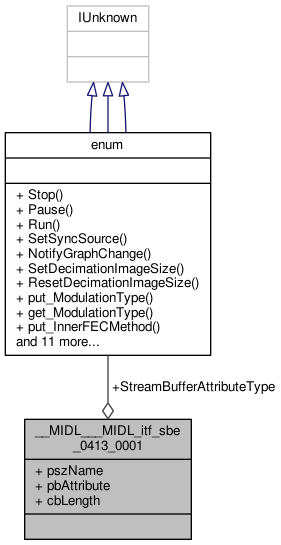 IUnknown
enum
+ Stop()
+ Pause()
+ Run()
+ SetSyncSource()
+ NotifyGraphChange()
+ SetDecimationImageSize()
+ ResetDecimationImageSize()
+ put_ModulationType()
+ get_ModulationType()
+ put_InnerFECMethod()
and 11 more...
+StreamBufferAttributeType
__MIDL___MIDL_itf_sbe
_0413_0001
+ pszName
+ pbAttribute
+ cbLength